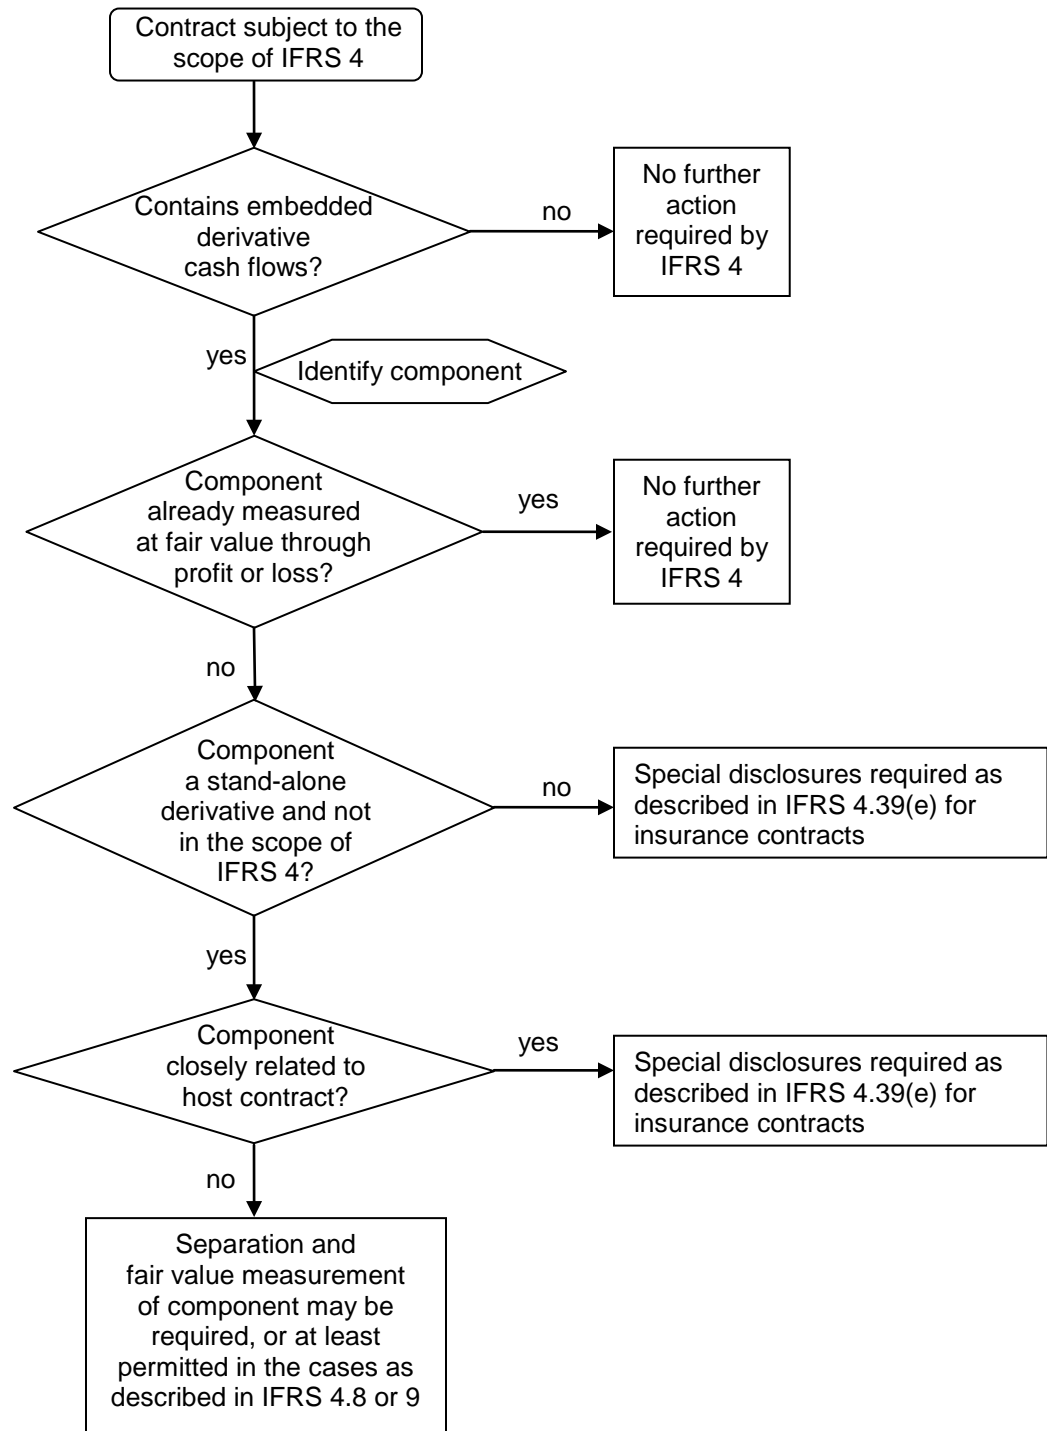 Contract subject to the
scope of IFRS 4
Contains embedded
derivative
cash flows?
no
No further
action
required by
IFRS 4
yes
Identify component
Component
already measured
at fair value through
profit or loss?
yes
No further
action
required by
IFRS 4
no
Component
a stand-alone
derivative and not
in the scope of
IFRS 4?
no
Special disclosures required as
described in IFRS 4.39(e) for
insurance contracts
yes
Component
closely related to
host contract?
yes
Special disclosures required as
described in IFRS 4.39(e) for
insurance contracts
no
Separation and
fair value measurement
of component may be
required, or at least
permitted in the cases as
described in IFRS 4.8 or 9